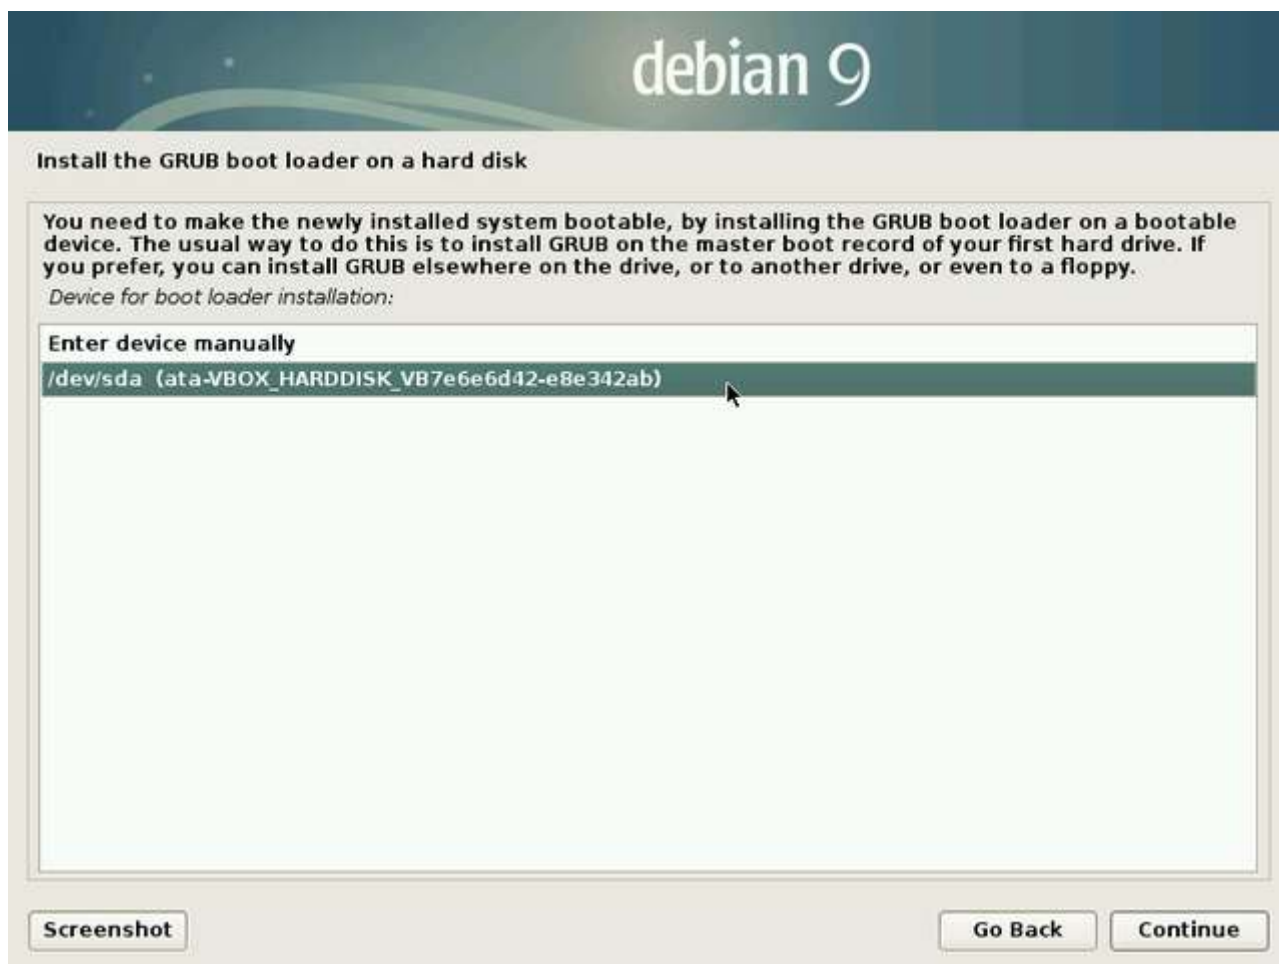 debian 9
Install the GRUB boot loader on a hard disk
You need to make the newly installed system bootable, by installing the GRUB boot loader on a bootable
device. The usual way to do this is to install GRUB on the master boot record of your first hard drive. If
you prefer, you can install GRUB elsewhere on the drive, or to another drive, or even to a floppy.
Device for boot loader installation:
Enter device manually
/dev/sda (ata-VBOX_HARDDISK_VB7e6e6d42-e8e342ab)
Screenshot
Go Back
Continue